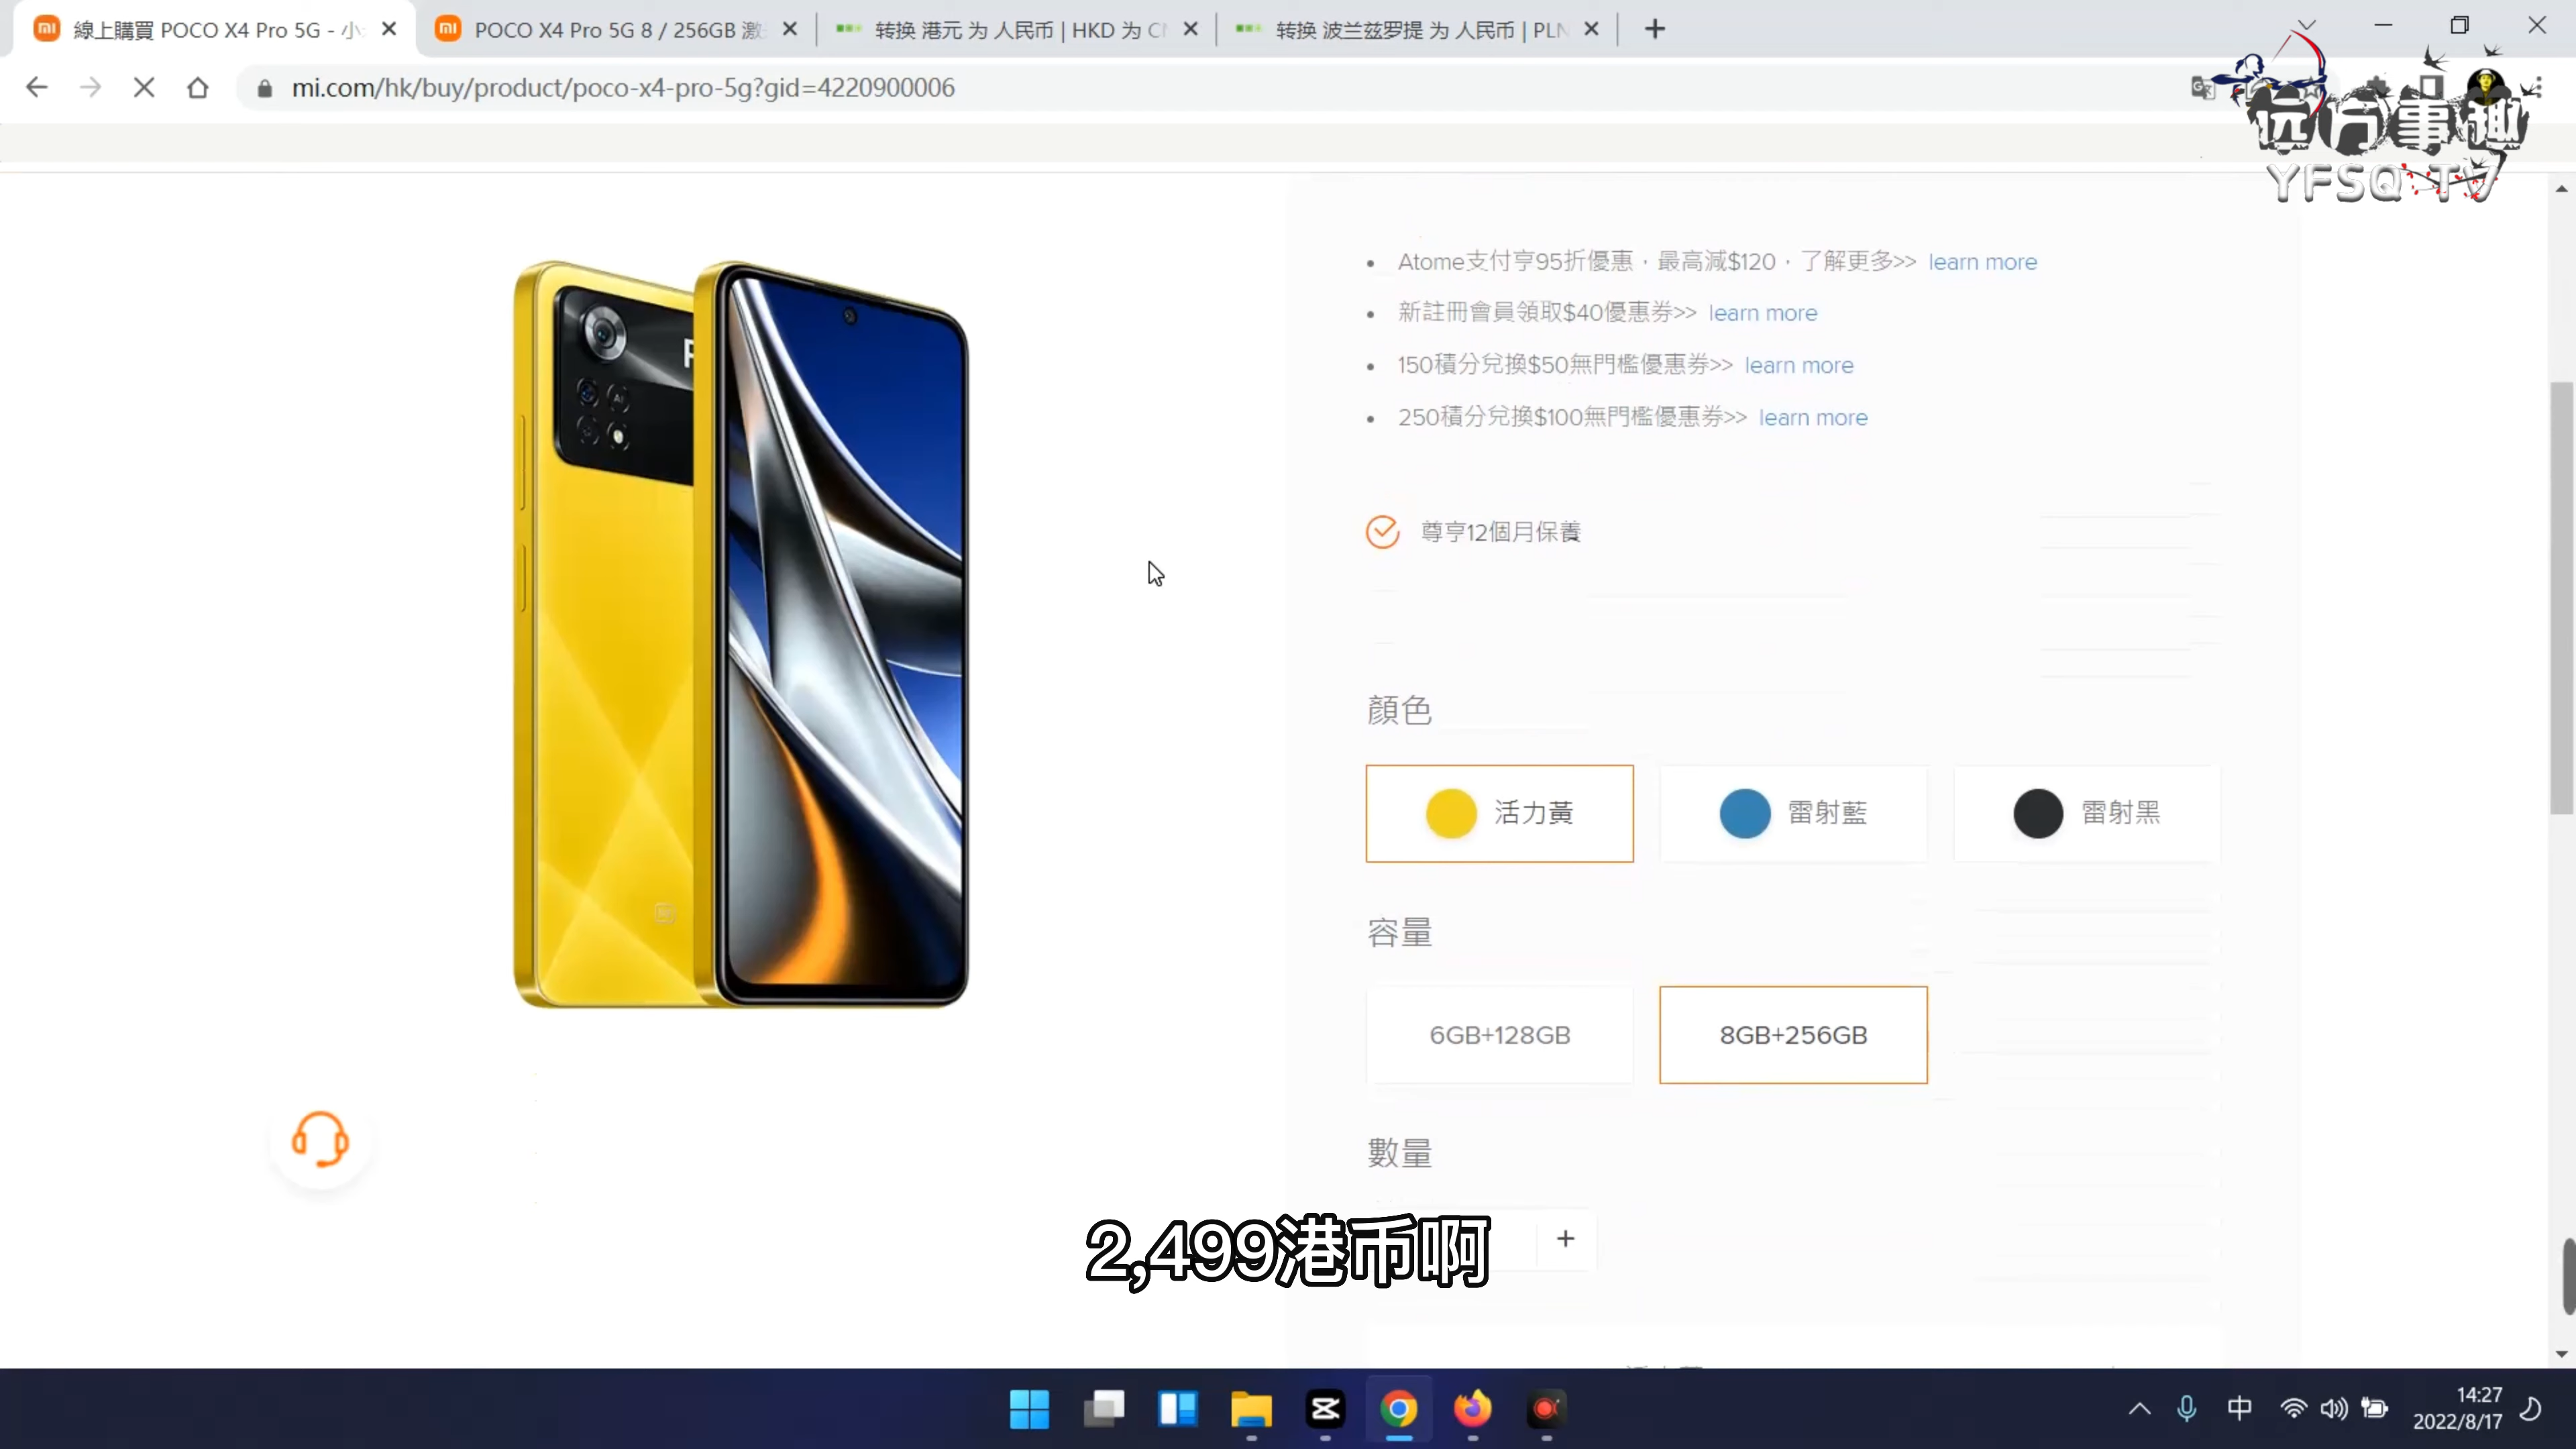 線上購買 POCO X4 Pro 5G - 小
POCO X4 Pro 5G 8 / 256GB 激
转换 港元 为 人民币 | HKD 为 CN
转换 波兰兹罗提 为 人民币 | PLN
mi.com/hk/buy/product/poco-x4-pro-5g?gid=4220900006
远方事趣
YFSQ TV
Atome支付享95折優惠，最高減$120，了解更多>> learn more
新註冊會員領取$40優惠券>> learn more
150積分兌換$50無門檻優惠券>> learn more
250積分兌換$100無門檻優惠券>> learn more
AI
尊享12個月保養
顏色
活力黃
雷射藍
雷射黑
容量
6GB+128GB
8GB+256GB
數量
+
2,499港币啊
中
14:27
2022/8/17